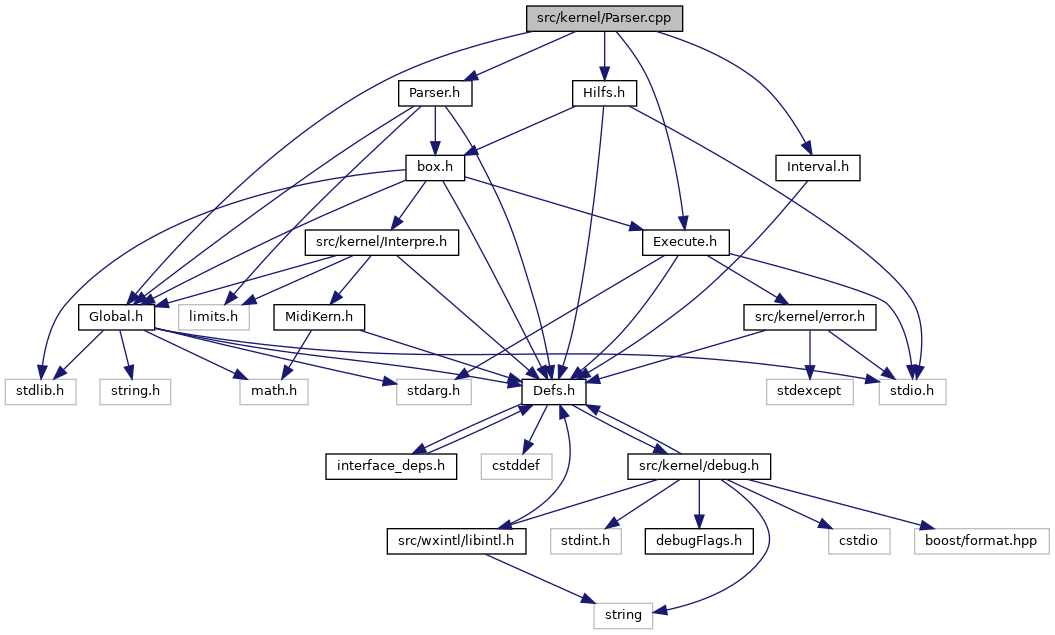 src/kernel/Parser.cpp
Parser.h
Hilfs.h
box.h
Interval.h
src/kernel/Interpre.h
Execute.h
Global.h
limits.h
MidiKern.h
src/kernel/error.h
stdlib.h
string.h
math.h
stdarg.h
Defs.h
stdexcept
stdio.h
interface_deps.h
cstddef
src/kernel/debug.h
src/wxintl/libintl.h
stdint.h
debugFlags.h
cstdio
boost/format.hpp
string